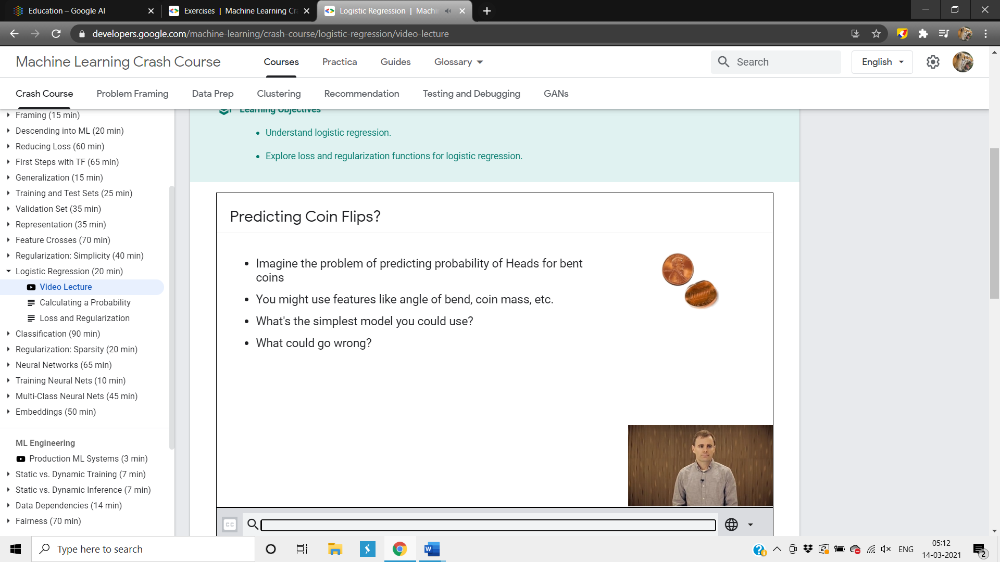 Education – Google AI
Exercises | Machine Learning Cra
Logistic Regression | Machi
developers.google.com/machine-learning/crash-course/logistic-regression/video-lecture
Machine Learning Crash Course
Courses
Practica
Guides
Glossary
Search
English
Crash Course
Problem Framing
Data Prep
Clustering
Recommendation
Testing and Debugging
GANs
Framing (15 min)
Descending into ML (20 min)
Reducing Loss (60 min)
First Steps with TF (65 min)
Generalization (15 min)
Training and Test Sets (25 min)
Validation Set (35 min)
Representation (35 min)
Feature Crosses (70 min)
Regularization: Simplicity (40 min)
Logistic Regression (20 min)
Video Lecture
Calculating a Probability
Loss and Regularization
Classification (90 min)
Regularization: Sparsity (20 min)
Neural Networks (65 min)
Training Neural Nets (10 min)
Multi-Class Neural Nets (45 min)
Embeddings (50 min)
ML Engineering
Production ML Systems (3 min)
Static vs. Dynamic Training (7 min)
Static vs. Dynamic Inference (7 min)
Data Dependencies (14 min)
Fairness (70 min)
Learning Objectives
• Understand logistic regression.
• Explore loss and regularization functions for logistic regression.
Predicting Coin Flips?
• Imagine the problem of predicting probability of Heads for bent
coins
• You might use features like angle of bend, coin mass, etc.
• What's the simplest model you could use?
• What could go wrong?
CC
Type here to search
ENG
05:12
14-03-2021
2